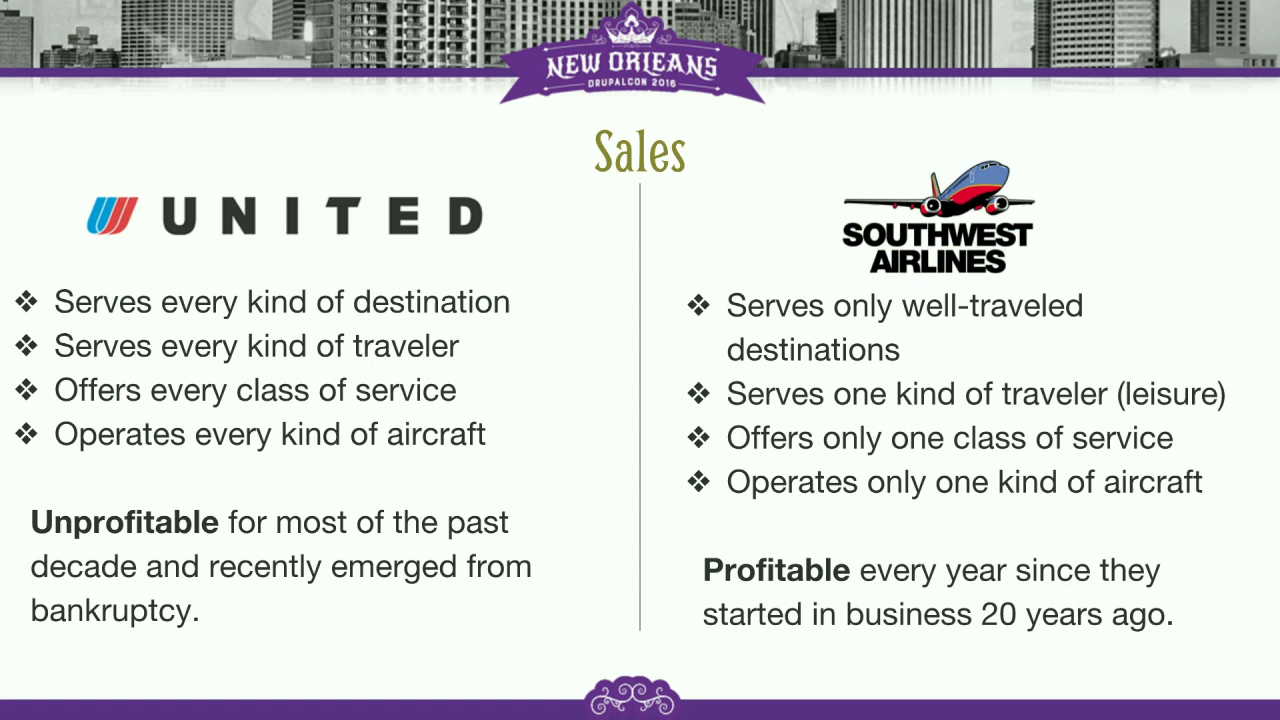 NEW ORLEANS
DRUPALCON 2016
Sales
UNITED
❖ Serves every kind of destination
❖ Serves every kind of traveler
❖ Offers every class of service
❖ Operates every kind of aircraft
Unprofitable for most of the past
decade and recently emerged from
bankruptcy.
SOUTHWEST
AIRLINES
❖ Serves only well-traveled
destinations
❖ Serves one kind of traveler (leisure)
❖ Offers only one class of service
❖ Operates only one kind of aircraft
Profitable every year since they
started in business 20 years ago.